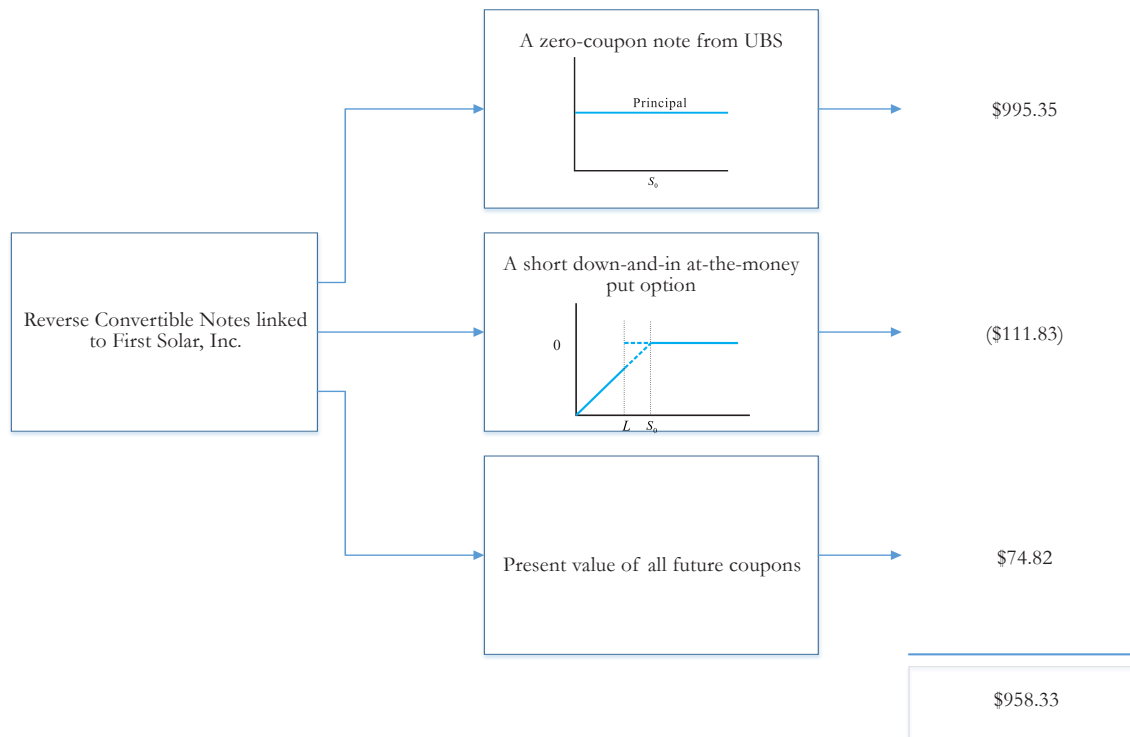 A zero-coupon note from UBS
Principal
S₀
$995.35
Reverse Convertible Notes linked
to First Solar, Inc.
A short down-and-in at-the-money
put option
0
L S₀
($111.83)
Present value of all future coupons
$74.82
$958.33